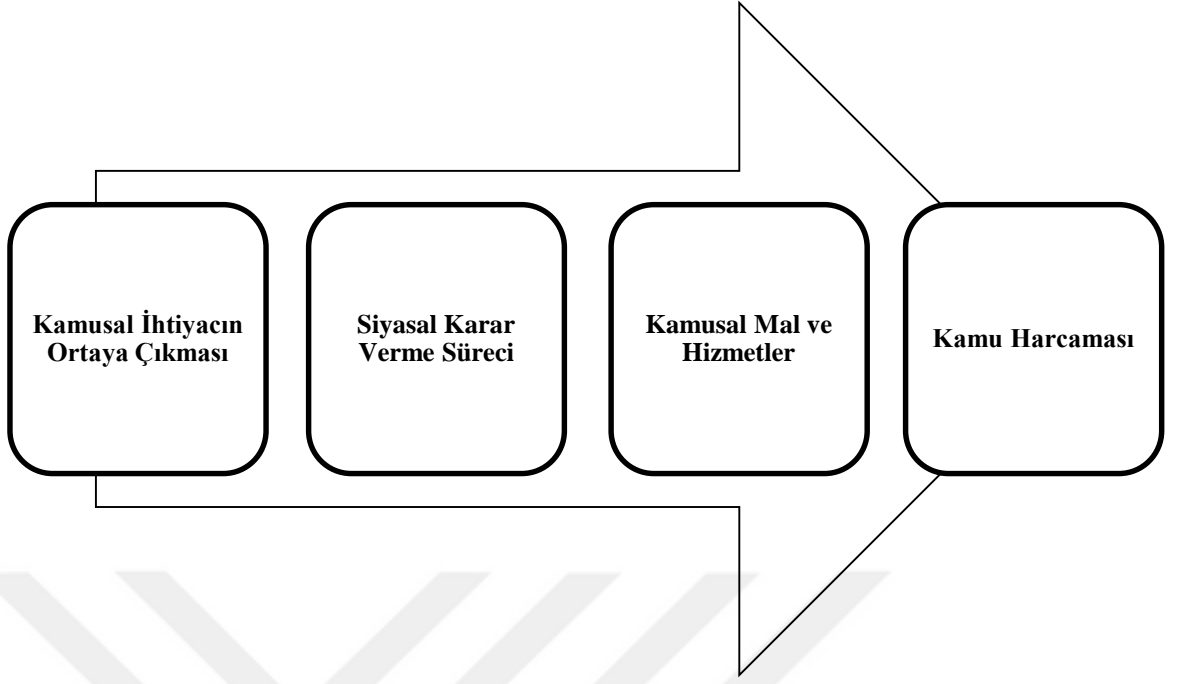 Kamusal İhtiyacın
Ortaya Çıkması
Siyasal Karar
Verme Süreci
Kamusal Mal ve
Hizmetler
Kamu Harcaması